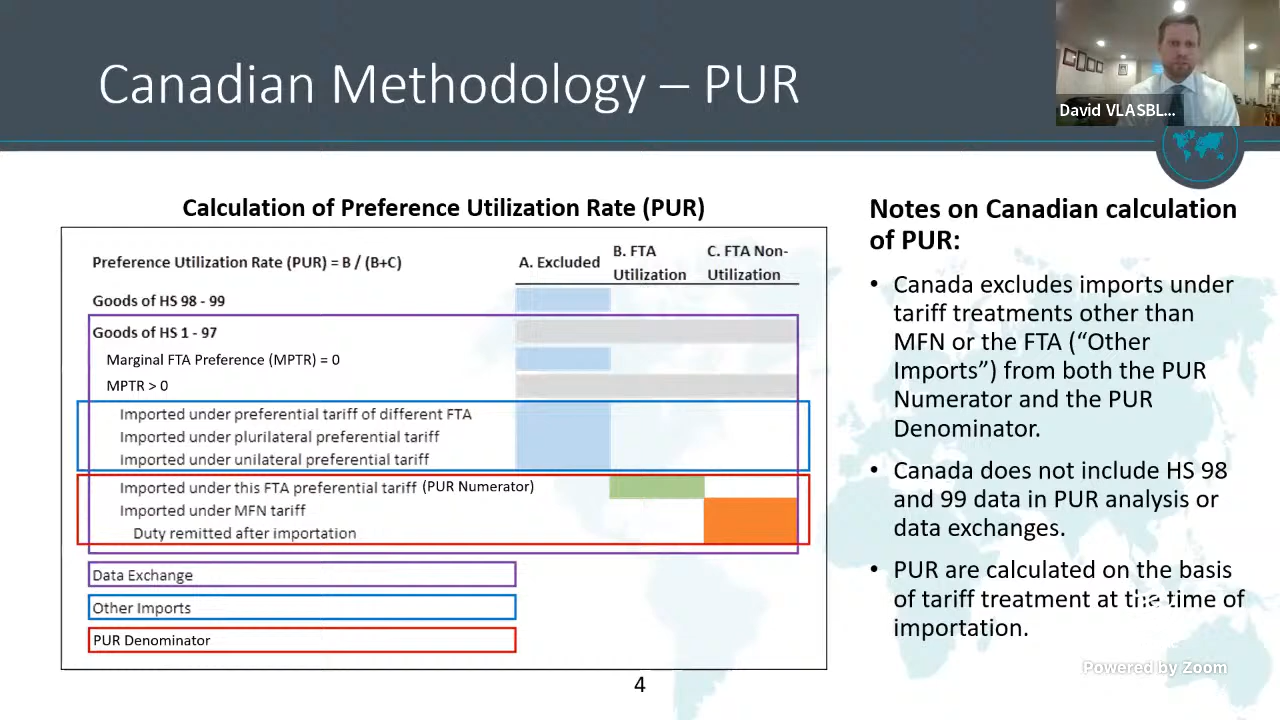 Canadian Methodology – PUR
David VLASBL...
Calculation of Preference Utilization Rate (PUR)
Preference Utilization Rate (PUR) = B / (B+C)
A. Excluded
B. FTA
Utilization
C. FTA Non-
Utilization
Goods of HS 98 - 99
Goods of HS 1 - 97
Marginal FTA Preference (MPTR) = 0
MPTR > 0
Imported under preferential tariff of different FTA
Imported under plurilateral preferential tariff
Imported under unilateral preferential tariff
Imported under this FTA preferential tariff (PUR Numerator)
Imported under MFN tariff
Duty remitted after importation
Data Exchange
Other Imports
PUR Denominator
Notes on Canadian calculation
of PUR:
• Canada excludes imports under
tariff treatments other than
MFN or the FTA (“Other
Imports”) from both the PUR
Numerator and the PUR
Denominator.
• Canada does not include HS 98
and 99 data in PUR analysis or
data exchanges.
• PUR are calculated on the basis
of tariff treatment at the time of
importation.
Powered by Zoom
4